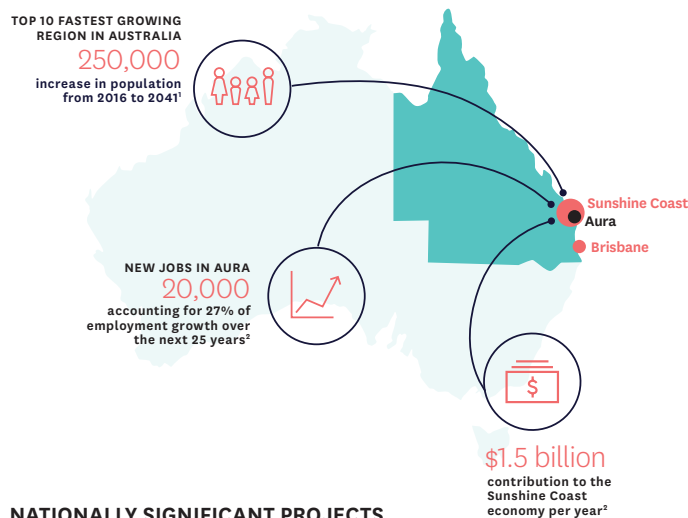 TOP 10 FASTEST GROWING
REGION IN AUSTRALIA
250,000
increase in population
from 2016 to 2041¹
Sunshine Coast
Aura
Brisbane
NEW JOBS IN AURA
20,000
accounting for 27% of
employment growth over
the next 25 years²
$
$1.5 billion
contribution to the
Sunshine Coast
economy per year²
NATIONALLY SIGNIFICANT PROJECTS